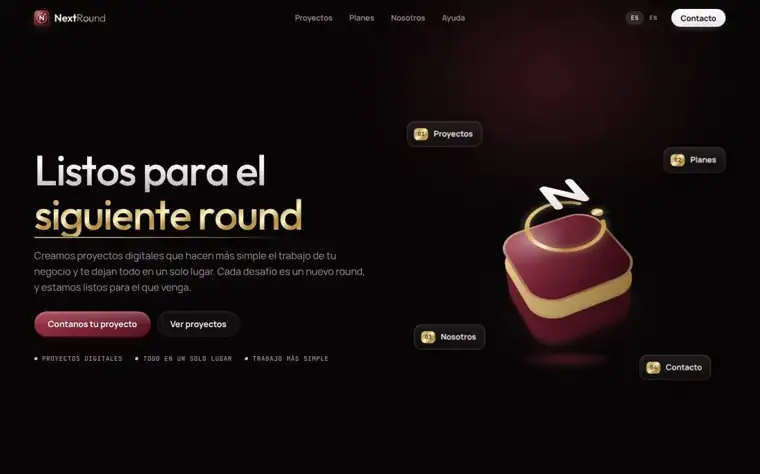 N NextRound
Proyectos Planes Nosotros Ayuda
ES EN
Contacto
01 Proyectos
02 Planes
Listos para el
siguiente round
N
Creamos proyectos digitales que hacen más simple el trabajo de tu
negocio y te dejan todo en un solo lugar. Cada desafío es un nuevo round,
y estamos listos para el que venga.
Contanos tu proyecto
Ver proyectos
03 Nosotros
PROYECTOS DIGITALES
TODO EN UN SOLO LUGAR
TRABAJO MÁS SIMPLE
04 Contacto